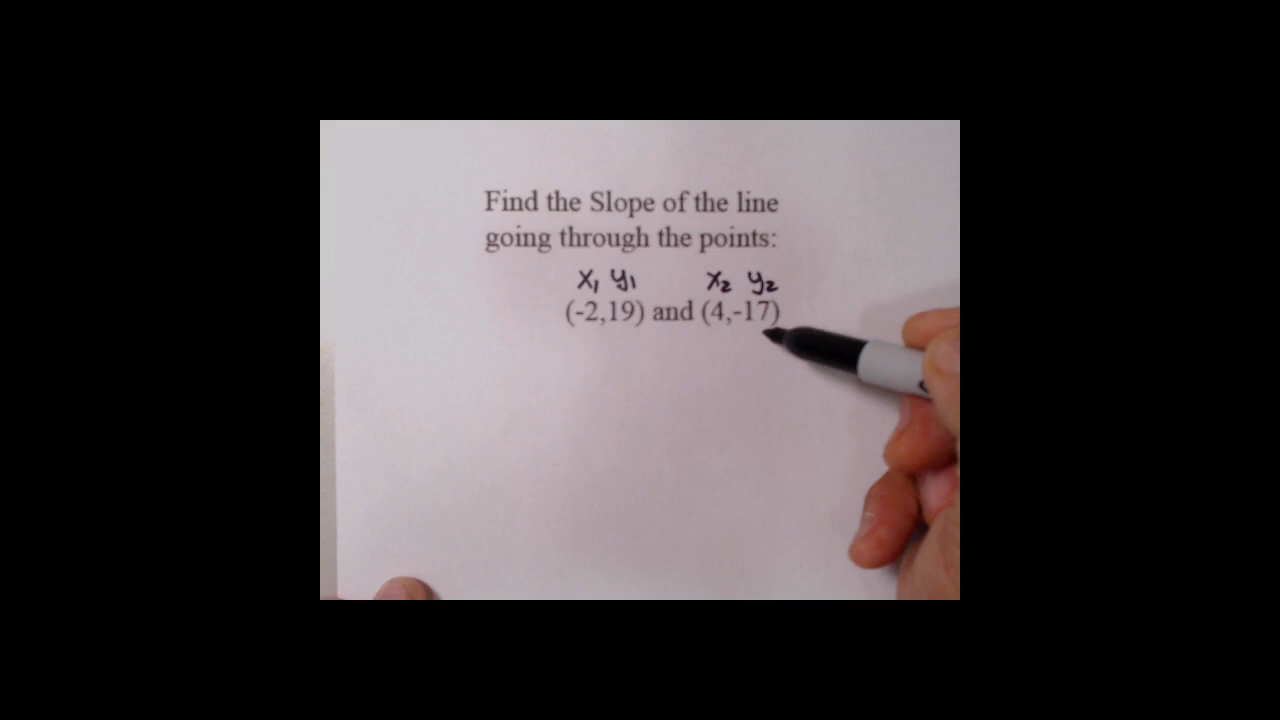 Find the Slope of the line
going through the points:
x₁ y₁ x₂ y₂
(-2,19) and (4,-17)